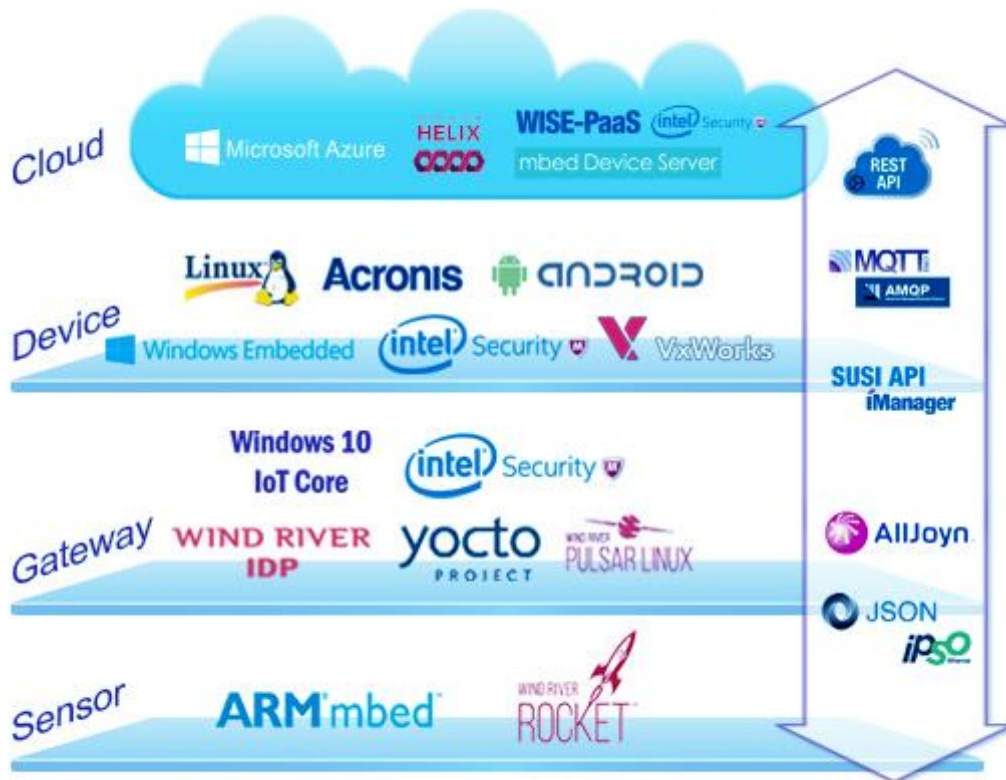 Cloud
Microsoft Azure
HELIX
WISE-PaaS
intel Security
mbed Device Server
REST
API
Device
Linux
Acronis
android
Windows Embedded
intel Security
VxWorks
MQTT
AMQP
SUSI API
iManager
Gateway
Windows 10
IoT Core
intel Security
WIND RIVER
IDP
yocto
PROJECT
WIND RIVER
PULSAR LINUX
AllJoyn
JSON
ipso
Sensor
ARM mbed
WIND RIVER
ROCKET